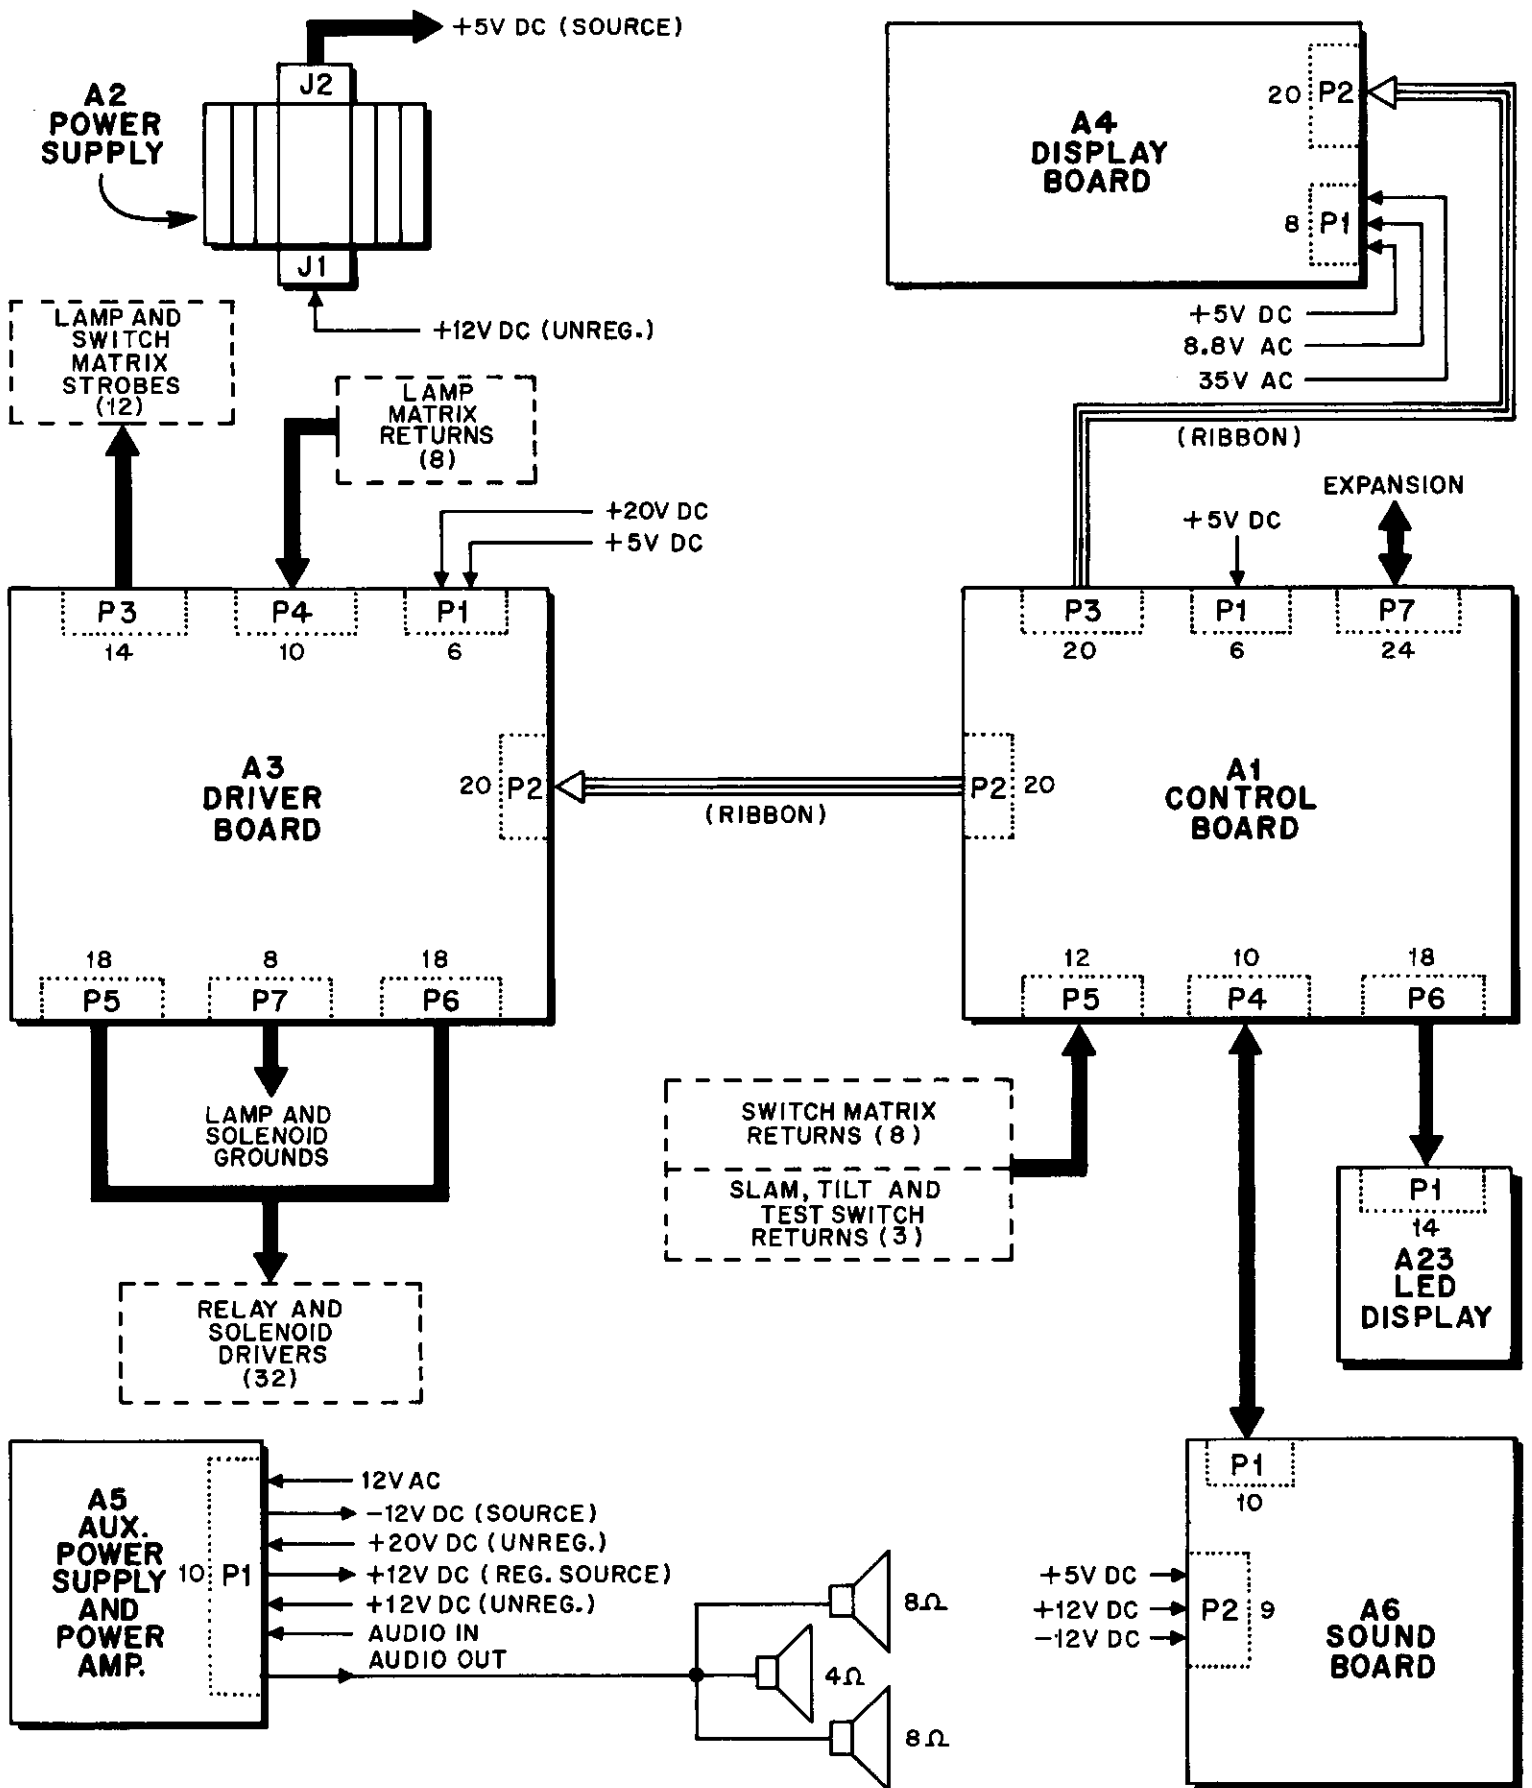 +5V DC (SOURCE)
J2
A2
POWER
SUPPLY
J1
+12V DC (UNREG.)
A4
DISPLAY
BOARD
20 P2
8 P1
+5V DC
8.8V AC
35V AC
(RIBBON)
LAMP AND
SWITCH
MATRIX
STROBES
(12)
LAMP
MATRIX
RETURNS
(8)
+20V DC
+5V DC
P3
14
P4
10
P1
6
A3
DRIVER
BOARD
20 P2
(RIBBON)
18
P5
8
P7
18
P6
LAMP AND
SOLENOID
GROUNDS
RELAY AND
SOLENOID
DRIVERS
(32)
EXPANSION
+5V DC
P3
20
P1
6
P7
24
P2 20
A1
CONTROL
BOARD
12
P5
10
P4
18
P6
SWITCH MATRIX
RETURNS (8)
SLAM, TILT AND
TEST SWITCH
RETURNS (3)
P1
14
A23
LED
DISPLAY
A5
AUX.
POWER
SUPPLY
AND
POWER
AMP.
10 P1
12V AC
-12V DC (SOURCE)
+20V DC (UNREG.)
+12V DC (REG. SOURCE)
+12V DC (UNREG.)
AUDIO IN
AUDIO OUT
8Ω
4Ω
8Ω
P1
10
+5V DC
+12V DC
-12V DC
P2 9
A6
SOUND
BOARD